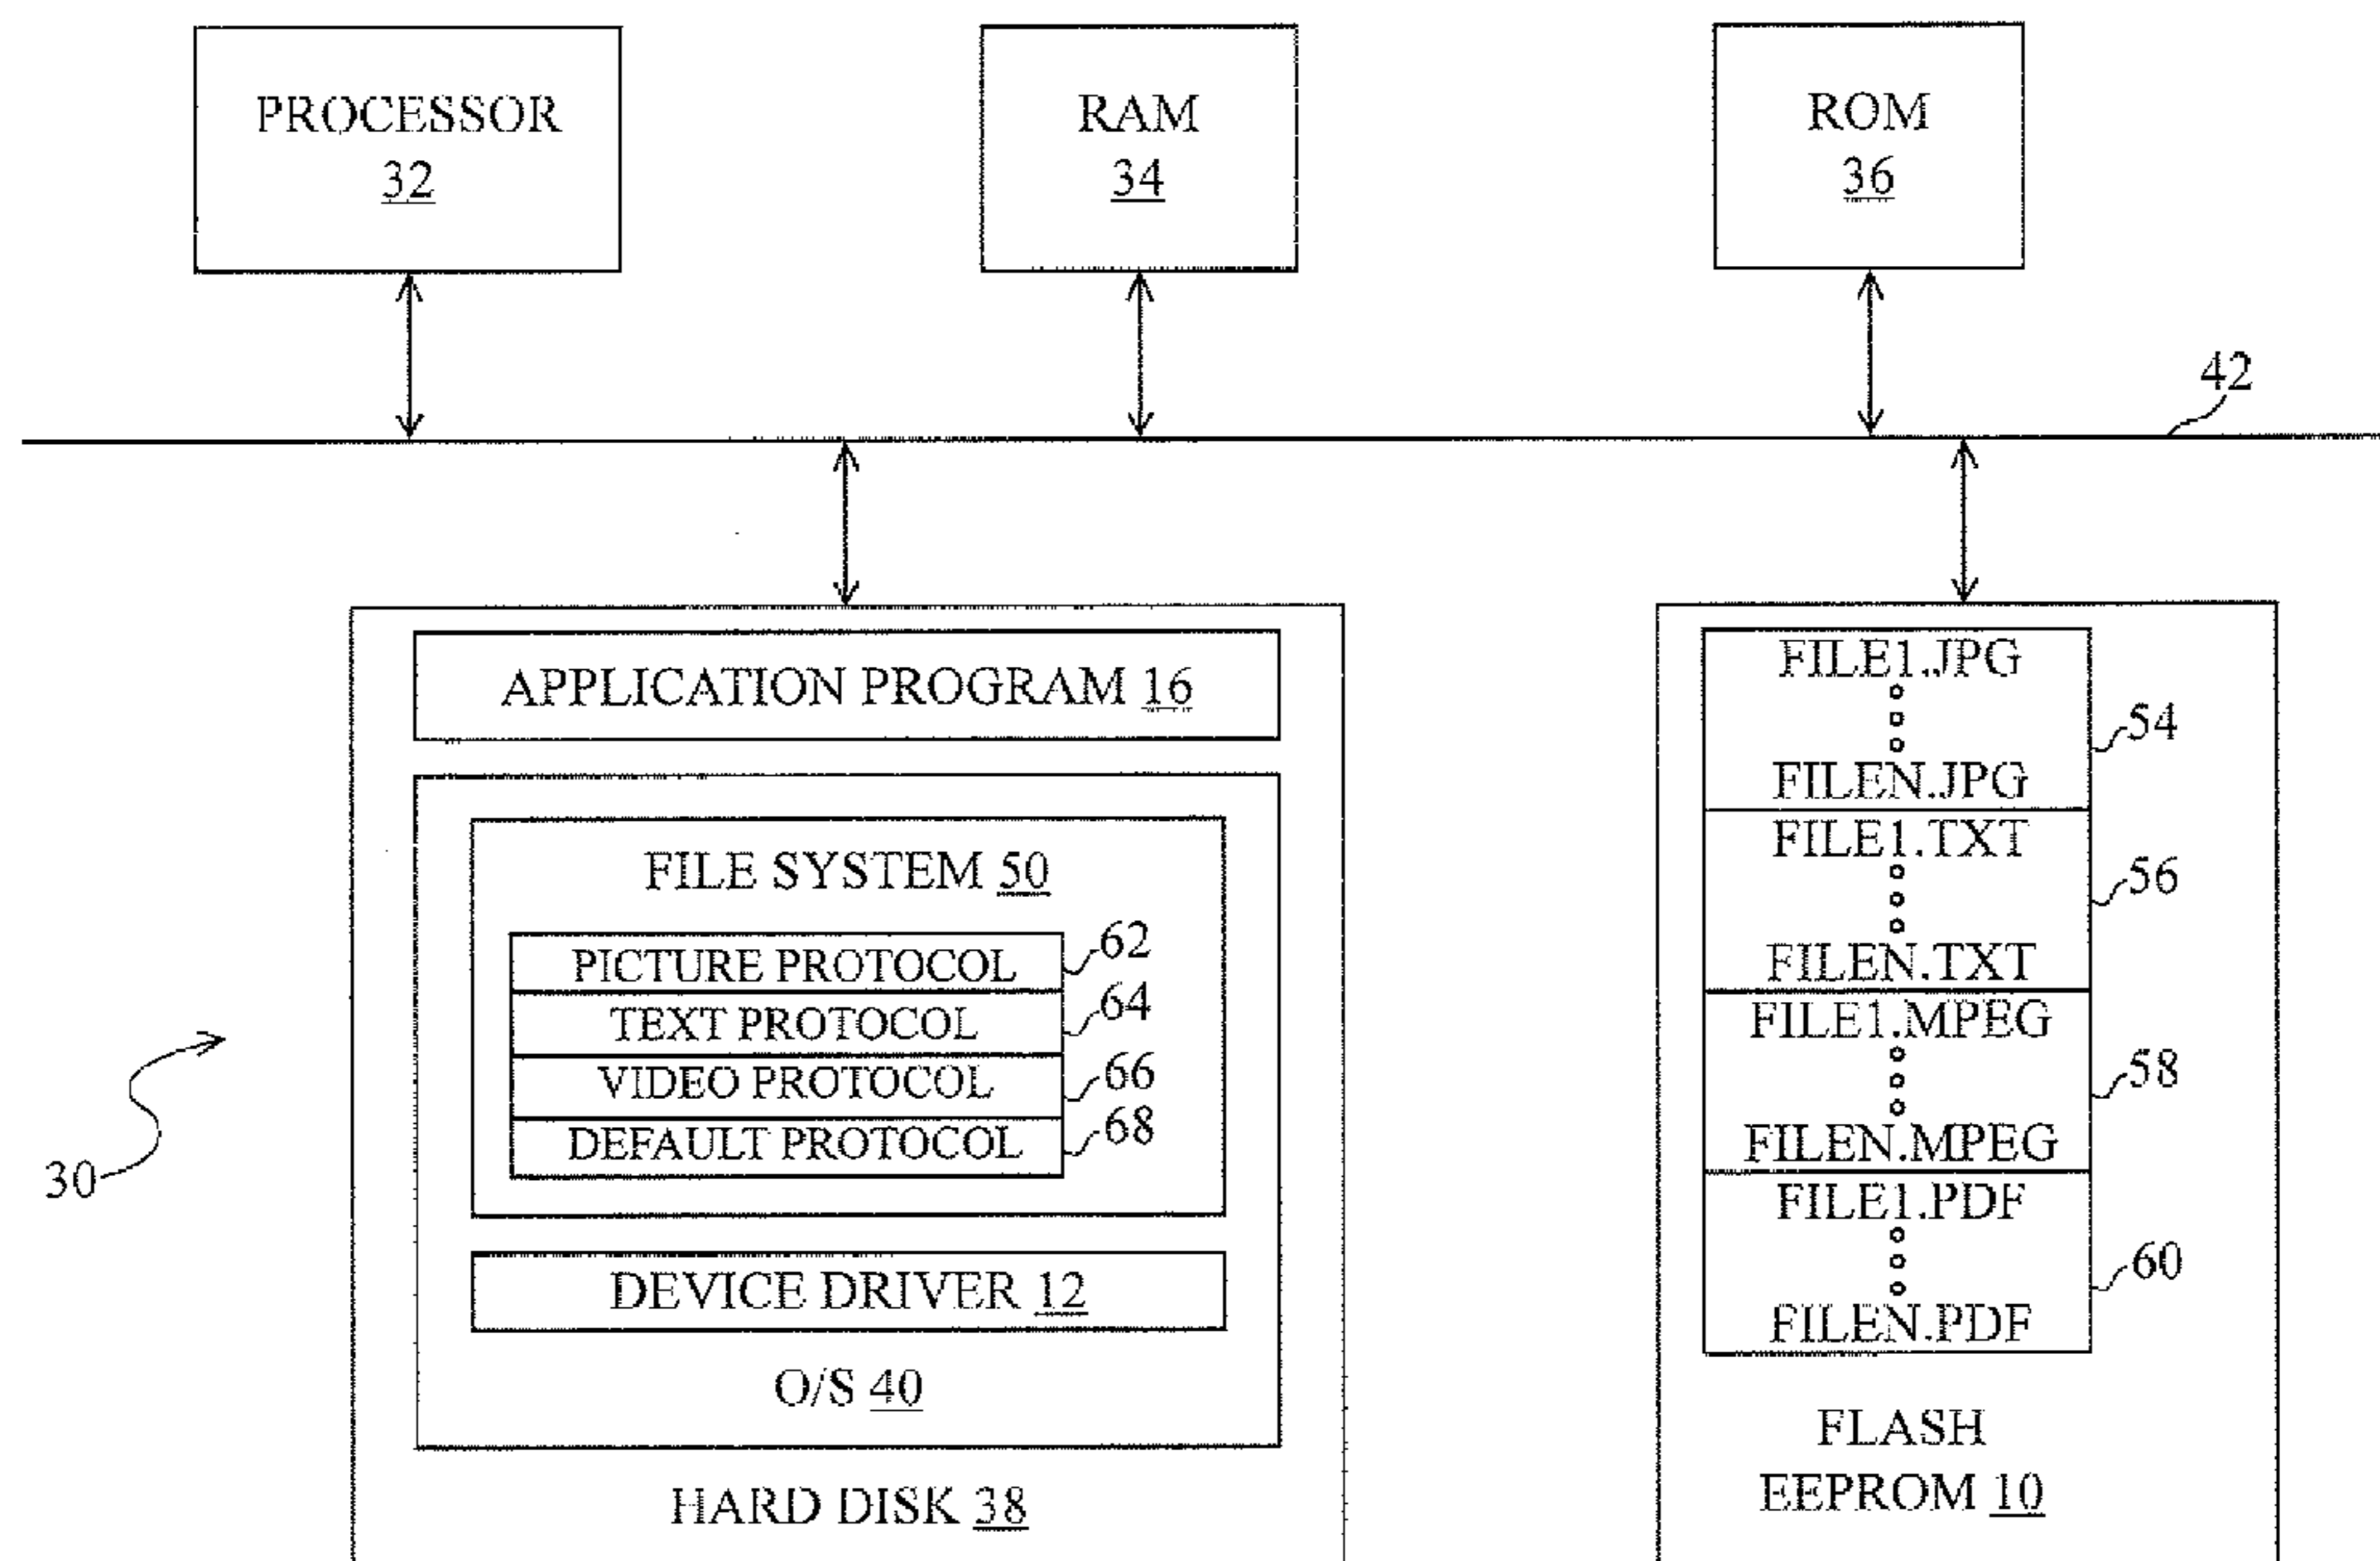 PROCESSOR
32
RAM
34
ROM
36
42
APPLICATION PROGRAM 16
FILE SYSTEM 50
PICTURE PROTOCOL
62
TEXT PROTOCOL
64
VIDEO PROTOCOL
66
DEFAULT PROTOCOL
68
DEVICE DRIVER 12
O/S 40
HARD DISK 38
30
FILE1.JPG
FILEN.JPG
54
FILE1.TXT
FILEN.TXT
56
FILE1.MPEG
FILEN.MPEG
58
FILE1.PDF
FILEN.PDF
60
FLASH
EEPROM 10